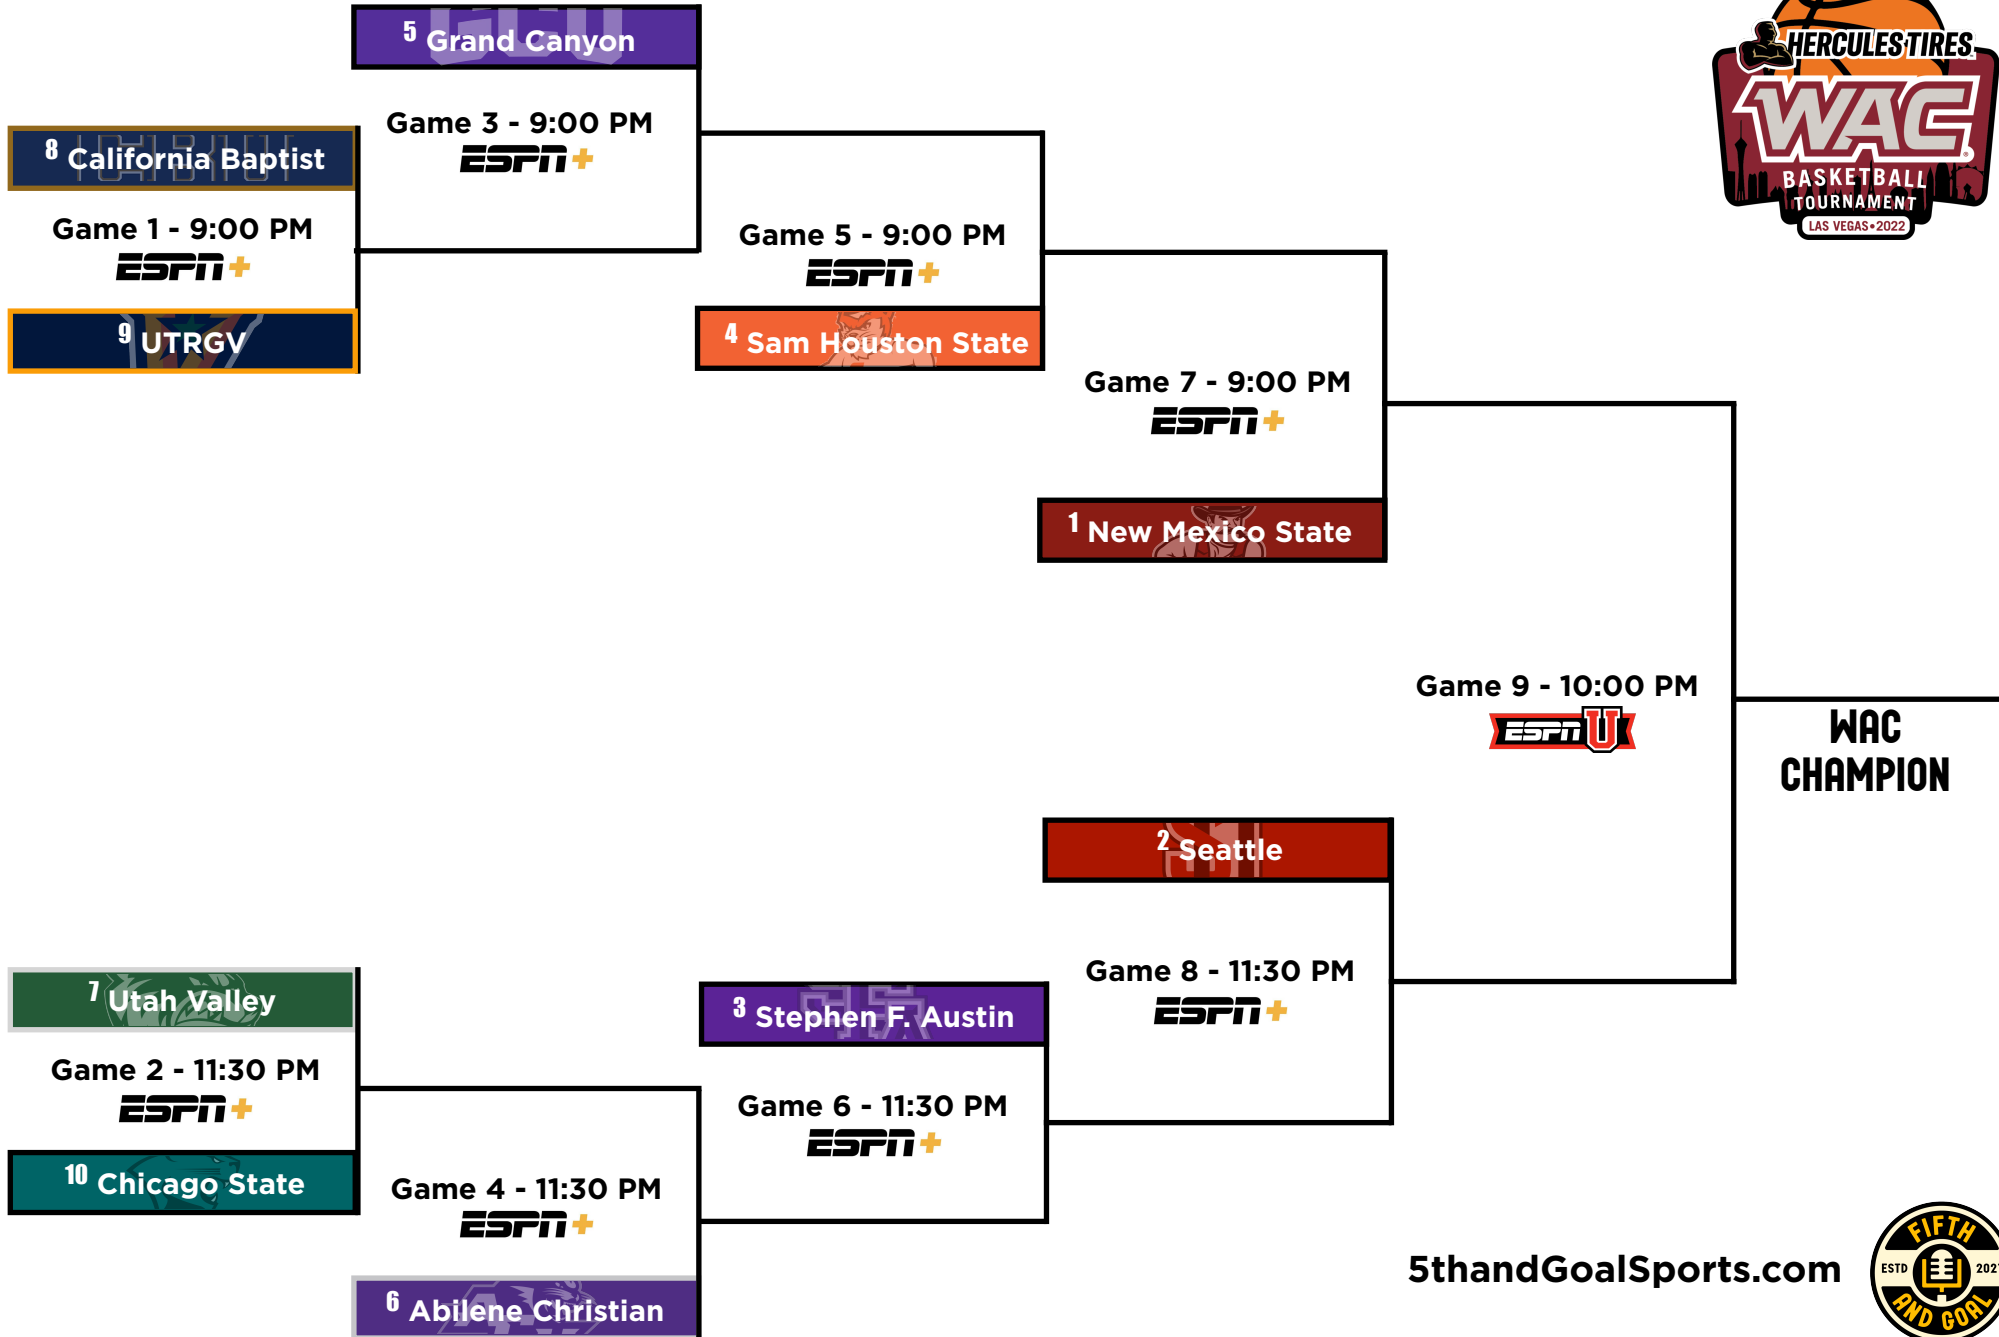 5 Grand Canyon
Game 3 - 9:00 PM
ESPN+
8 California Baptist
Game 1 - 9:00 PM
ESPN+
9 UTRGV
Game 5 - 9:00 PM
ESPN+
4 Sam Houston State
Game 7 - 9:00 PM
ESPN+
1 New Mexico State
HERCULES TIRES
WAC
BASKETBALL
TOURNAMENT
LAS VEGAS•2022
Game 9 - 10:00 PM
ESPN U
WAC
CHAMPION
2 Seattle
Game 8 - 11:30 PM
ESPN+
7 Utah Valley
Game 2 - 11:30 PM
ESPN+
10 Chicago State
3 Stephen F. Austin
Game 6 - 11:30 PM
ESPN+
Game 4 - 11:30 PM
ESPN+
6 Abilene Christian
5thandGoalSports.com
FIFTH
ESTD 202
AND GOAL